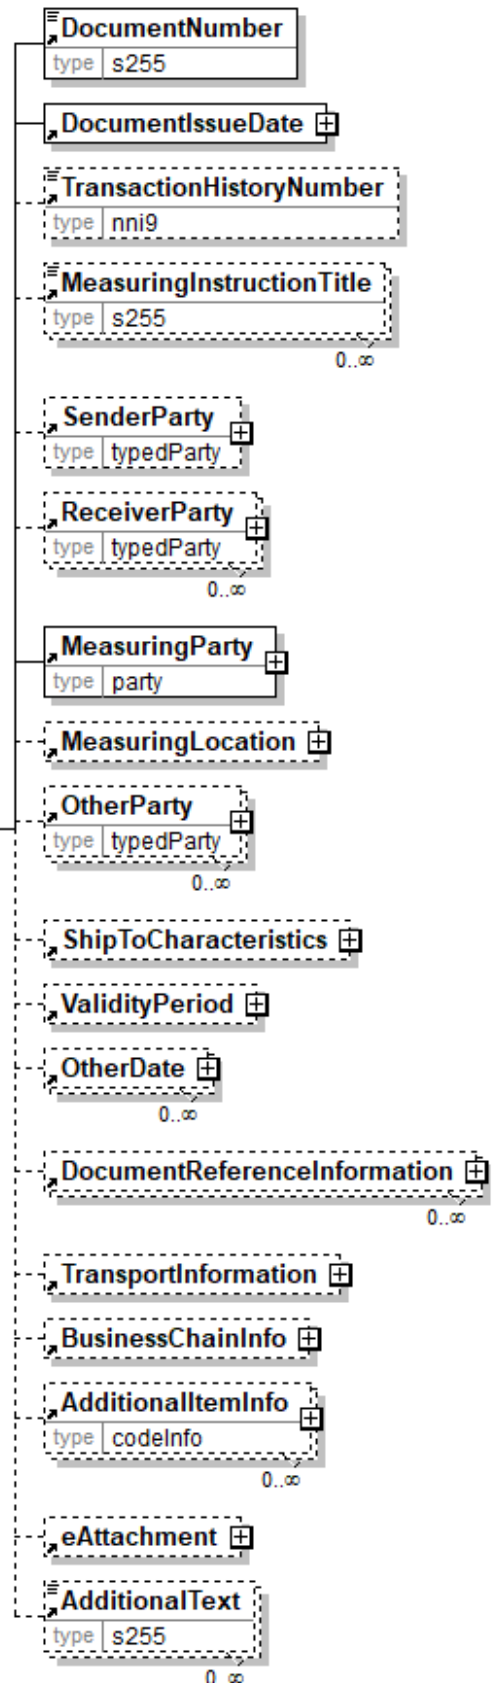 DocumentNumber
type s255
DocumentIssueDate
TransactionHistoryNumber
type nni9
MeasuringInstructionTitle
type s255
0..∞
SenderParty
type typedParty
ReceiverParty
type typedParty
0..∞
MeasuringParty
type party
MeasuringLocation
OtherParty
type typedParty
0..∞
ShipToCharacteristics
ValidityPeriod
OtherDate
0..∞
DocumentReferenceInformation
0..∞
TransportInformation
BusinessChainInfo
AdditionalItemInfo
type codeInfo
0..∞
eAttachment
AdditionalText
type s255
0..∞